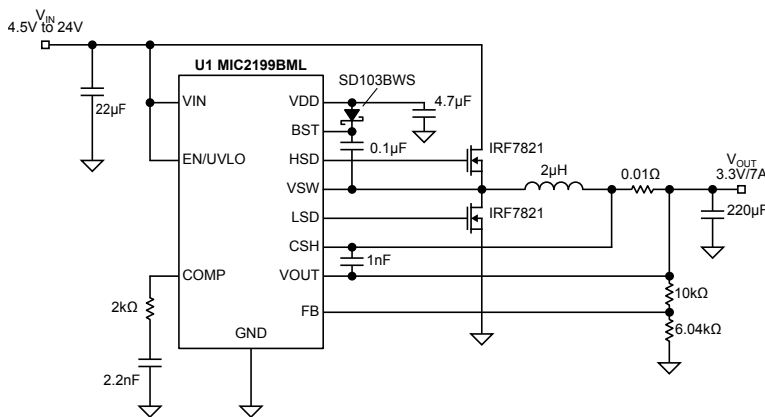 VIN
4.5V to 24V
U1 MIC2199BML
SD103BWS
22µF
VIN
VDD
4.7µF
BST
EN/UVLO
HSD
0.1µF
IRF7821
VSW
2µH
0.01Ω
VOUT
3.3V/7A
LSD
IRF7821
220µF
CSH
1nF
COMP
VOUT
2kΩ
10kΩ
FB
6.04kΩ
GND
2.2nF